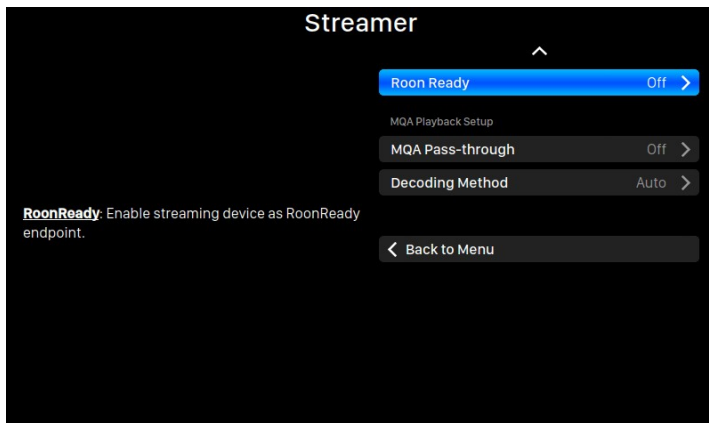 Streamer
Roon Ready Off
MQA Playback Setup
MQA Pass-through Off
Decoding Method Auto
RoonReady: Enable streaming device as RoonReady
endpoint.
Back to Menu